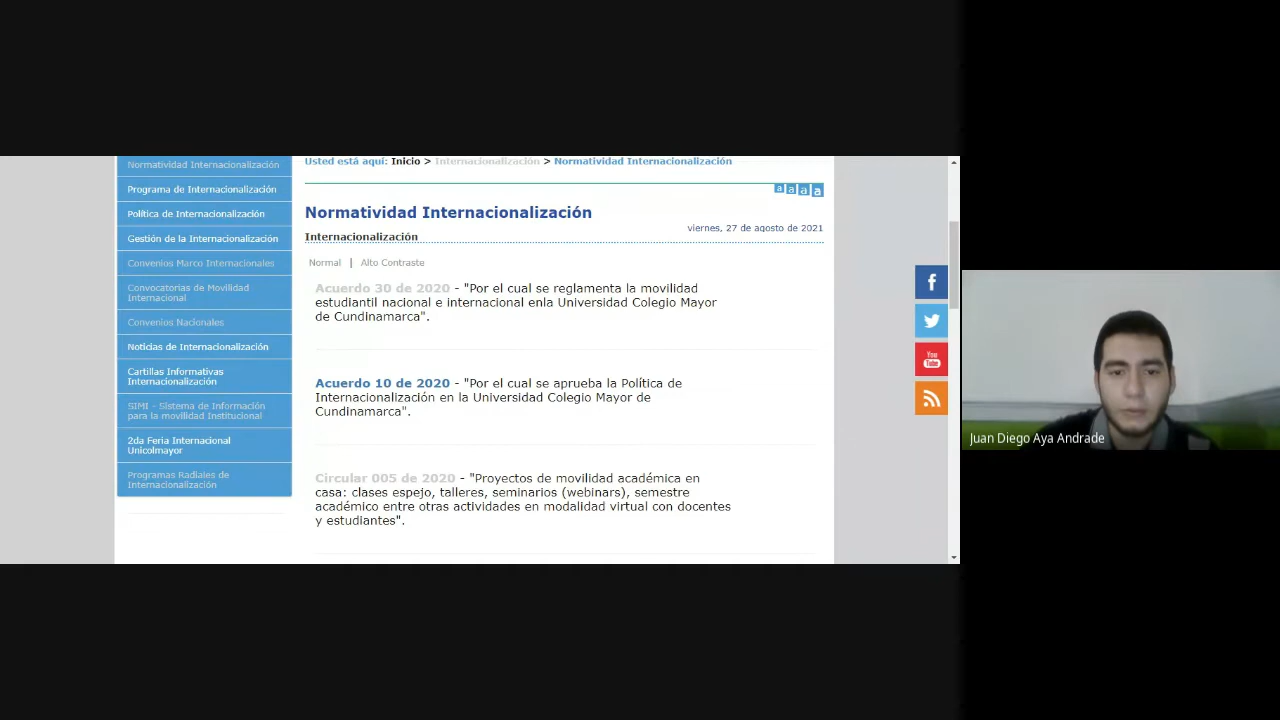 Normatividad Internacionalización
Programa de Internacionalización
Política de Internacionalización
Gestión de la Internacionalización
Convenios Marco Internacionales
Convocatorias de Movilidad
Internacional
Convenios Nacionales
Noticias de Internacionalización
Cartillas Informativas
Internacionalización
SIMI - Sistema de Información
para la movilidad Institucional
2da Feria Internacional
Unicolmayor
Programas Radiales de
Internacionalización
Usted está aquí: Inicio > Internacionalización > Normatividad Internacionalización
a a a a
Normatividad Internacionalización
viernes, 27 de agosto de 2021
Internacionalización
Normal | Alto Contraste
Acuerdo 30 de 2020 - "Por el cual se reglamenta la movilidad
estudiantil nacional e internacional enla Universidad Colegio Mayor
de Cundinamarca".
Acuerdo 10 de 2020 - "Por el cual se aprueba la Política de
Internacionalización en la Universidad Colegio Mayor de
Cundinamarca".
Circular 005 de 2020 - "Proyectos de movilidad académica en
casa: clases espejo, talleres, seminarios (webinars), semestre
académico entre otras actividades en modalidad virtual con docentes
y estudiantes".
f
You
Tube
Juan Diego Aya Andrade